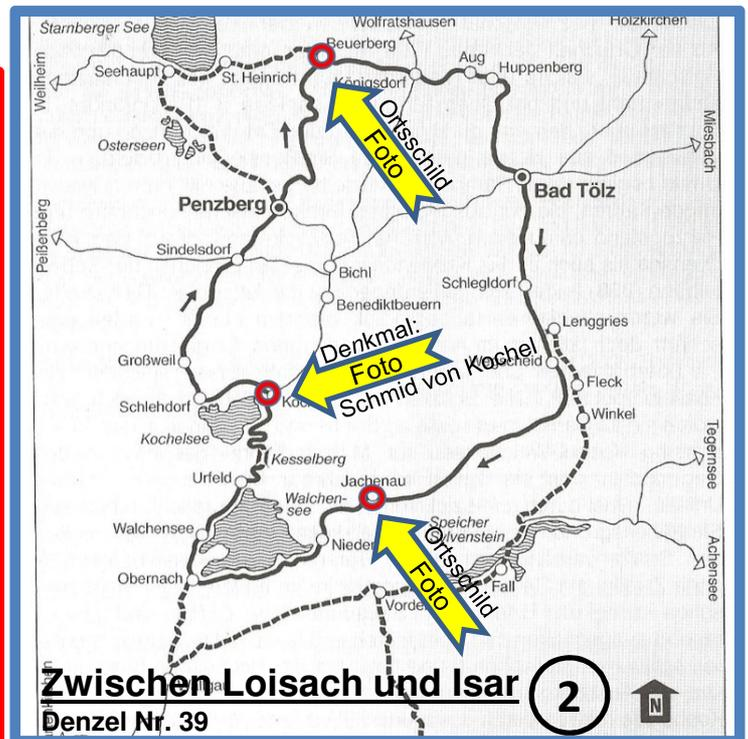 Starnberger See
Wolfratshausen
Holzkirchen
Beuerberg
Weilheim
Seehaupt
St. Heinrich
Königsdorf
Aug
Huppenberg
Ortsschild
Foto
Osterseen
Miesbach
Penzberg
Bad Tölz
Peißenberg
Sindelsdorf
Bichl
Schlegldorf
Benediktbeuern
Lenggries
Denkmal:
Foto
Schmid von Kochel
Großweil
Fleck
Schlehdorf
Winkel
Kochelsee
Kesselberg
Tegernsee
Urfeld
Jachenau
Walchen-
see
Walchensee
Speicher
Sylvenstein
Ortsschild
Foto
Achensee
Obernach
Fall
Zwischen Loisach und Isar
2
N
Denzel Nr. 39